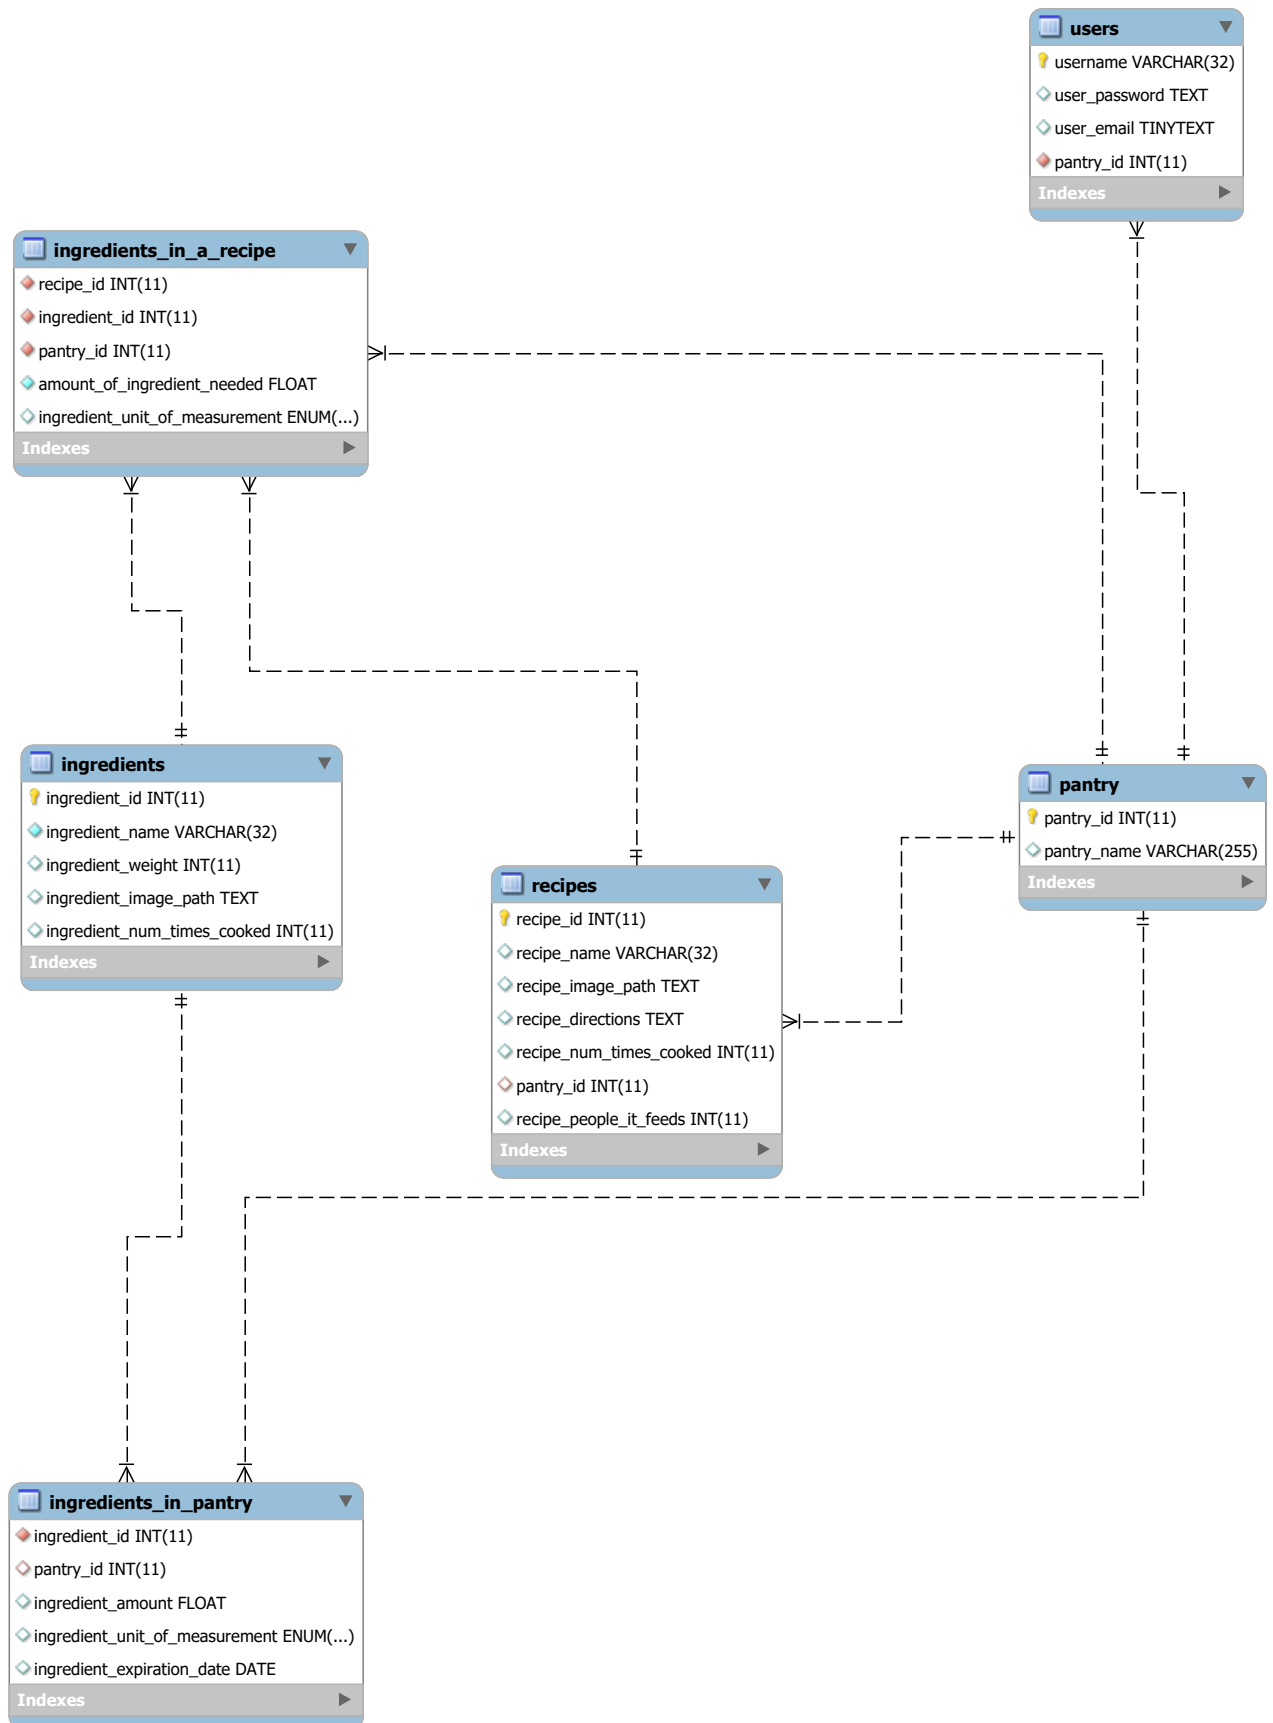 users
username VARCHAR(32)
user_password TEXT
user_email TINYTEXT
pantry_id INT(11)
Indexes
ingredients_in_a_recipe
recipe_id INT(11)
ingredient_id INT(11)
pantry_id INT(11)
amount_of_ingredient_needed FLOAT
ingredient_unit_of_measurement ENUM(...)
Indexes
ingredients
ingredient_id INT(11)
ingredient_name VARCHAR(32)
ingredient_weight INT(11)
ingredient_image_path TEXT
ingredient_num_times_cooked INT(11)
Indexes
recipes
recipe_id INT(11)
recipe_name VARCHAR(32)
recipe_image_path TEXT
recipe_directions TEXT
recipe_num_times_cooked INT(11)
pantry_id INT(11)
recipe_people_it_feeds INT(11)
Indexes
pantry
pantry_id INT(11)
pantry_name VARCHAR(255)
Indexes
ingredients_in_pantry
ingredient_id INT(11)
pantry_id INT(11)
ingredient_amount FLOAT
ingredient_unit_of_measurement ENUM(...)
ingredient_expiration_date DATE
Indexes